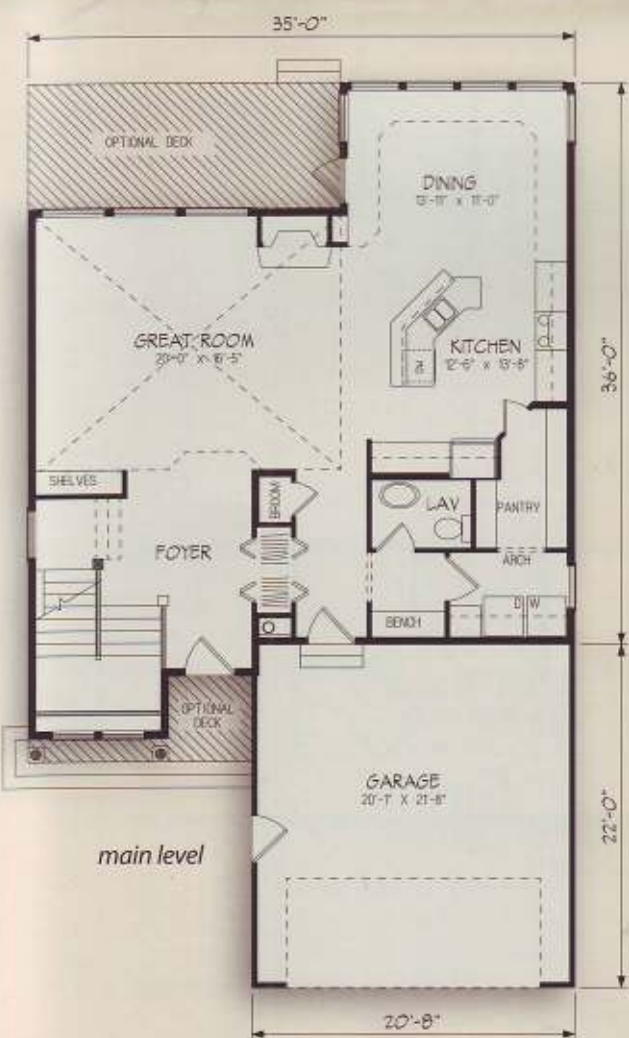 35'-0"
OPTIONAL DECK
DINING
13'-11" x 11'-0"
GREAT ROOM
20'-0" x 16'-5"
KITCHEN
12'-6" x 13'-8"
36'-0"
SHELVES
BROOM
LAV
PANTRY
FOYER
ARCH
D W
BENCH
OPTIONAL
DECK
GARAGE
20'-1" X 21'-8"
22'-0"
main level
20'-8"